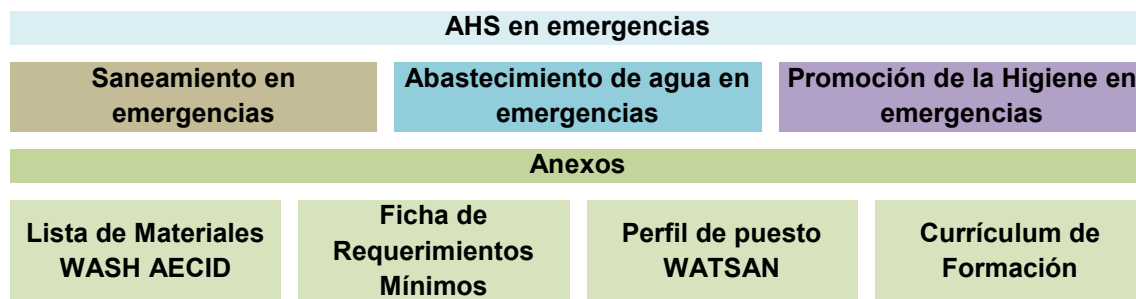 AHS en emergencias
Saneamiento en
emergencias
Abastecimiento de agua en
emergencias
Promoción de la Higiene en
emergencias
Anexos
Lista de Materiales
WASH AECID
Ficha de
Requerimientos
Mínimos
Perfil de puesto
WATSAN
Currículum de
Formación